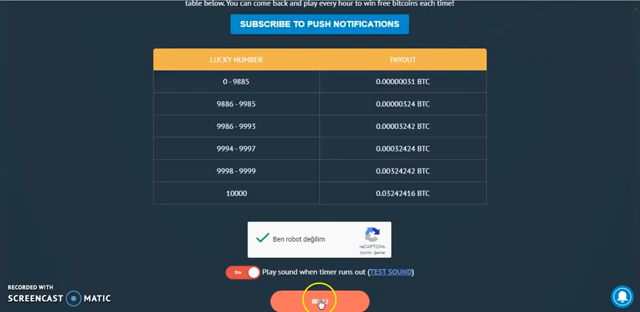 table below. You can come back and play every hour to win free bitcoins each time!
SUBSCRIBE TO PUSH NOTIFICATIONS
LUCKY NUMBER PAYOUT
0 - 9885 0.00000031 BTC
9886 - 9985 0.00000324 BTC
9986 - 9993 0.00003242 BTC
9994 - 9997 0.00032424 BTC
9998 - 9999 0.00324242 BTC
10000 0.03242416 BTC
Ben robot değilim
reCAPTCHA
Gizlilik - Şartlar
On Play sound when timer runs out (TEST SOUND)
RECORDED WITH
SCREENCAST MATIC